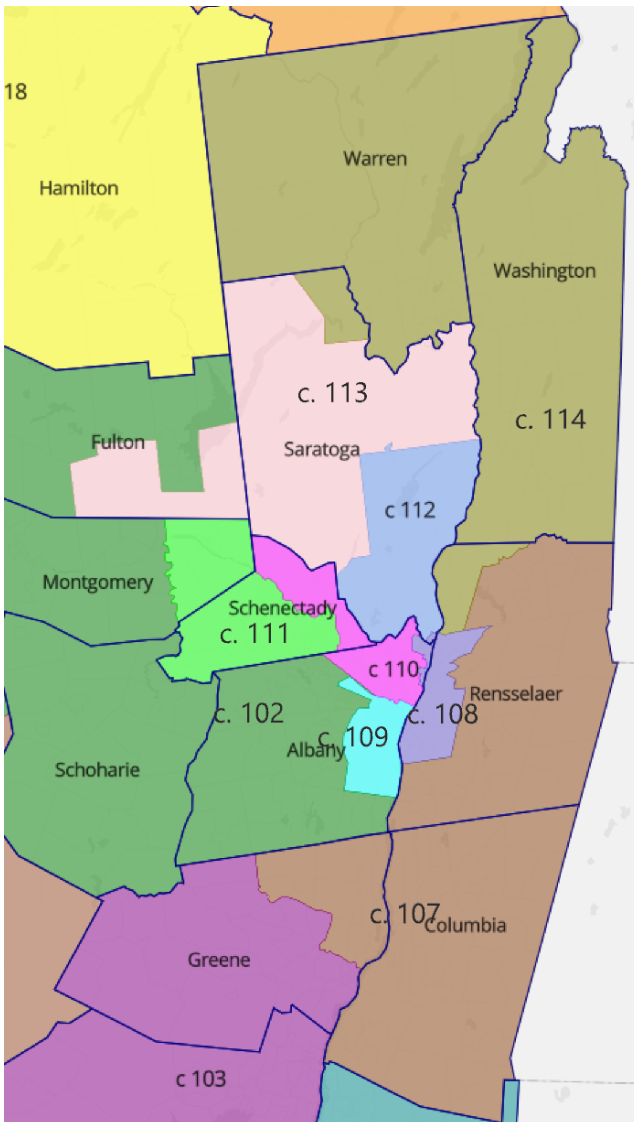 18
Warren
Hamilton
Washington
c. 113
c. 114
Fulton
Saratoga
c 112
Montgomery
Schenectady
c. 111
c 110
Rensselaer
c. 102
c. 108
c. 109
Albany
Schoharie
c. 107
Columbia
Greene
c 103